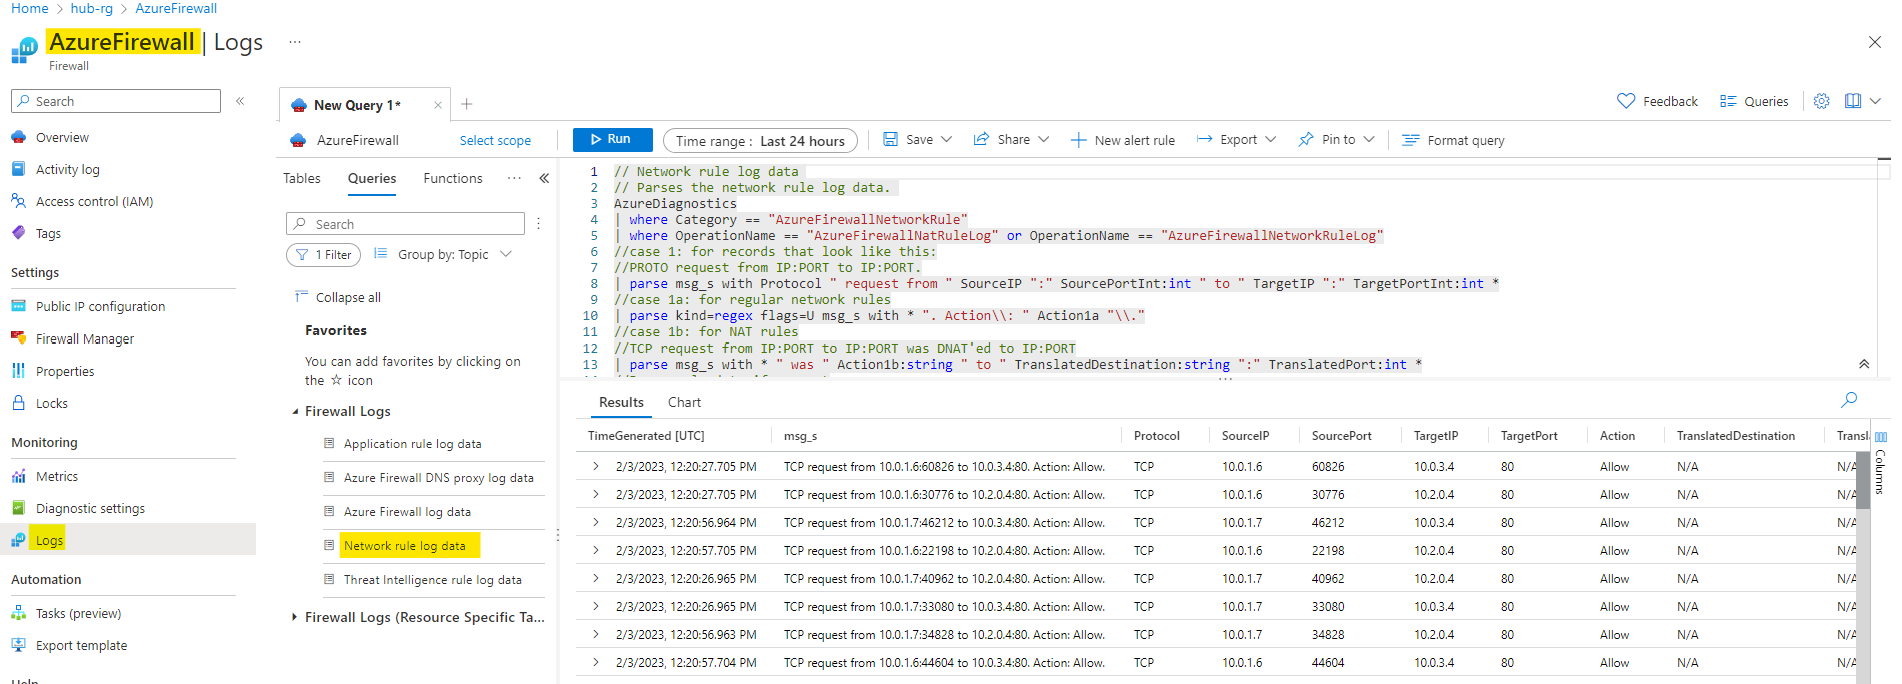 Home > hub-rg > AzureFirewall
AzureFirewall | Logs ...
Firewall
Search
Overview
Activity log
Access control (IAM)
Tags
Settings
Public IP configuration
Firewall Manager
Properties
Locks
Monitoring
Metrics
Diagnostic settings
Logs
Automation
Tasks (preview)
Export template
New Query 1*
Feedback
Queries
AzureFirewall
Select scope
Run
Time range : Last 24 hours
Save
Share
New alert rule
Export
Pin to
Format query
Tables
Queries
Functions
...
Search
1 Filter
Group by: Topic
Collapse all
Favorites
You can add favorites by clicking on
the ☆ icon
Firewall Logs
Application rule log data
Azure Firewall DNS proxy log data
Azure Firewall log data
Network rule log data
Threat Intelligence rule log data
Firewall Logs (Resource Specific Ta...
1 // Network rule log data
2 // Parses the network rule log data.
3 AzureDiagnostics
4 | where Category == "AzureFirewallNetworkRule"
5 | where OperationName == "AzureFirewallNatRuleLog" or OperationName == "AzureFirewallNetworkRuleLog"
6 //case 1: for records that look like this:
7 //PROTO request from IP:PORT to IP:PORT.
8 | parse msg_s with Protocol " request from " SourceIP ":" SourcePortInt:int " to " TargetIP ":" TargetPortInt:int *
9 //case 1a: for regular network rules
10 | parse kind=regex flags=U msg_s with * ". Action\\: " Action1a "\\."
11 //case 1b: for NAT rules
12 //TCP request from IP:PORT to IP:PORT was DNAT'ed to IP:PORT
13 | parse msg_s with * " was " Action1b:string " to " TranslatedDestination:string ":" TranslatedPort:int *
Results
Chart
TimeGenerated [UTC] msg_s Protocol SourceIP SourcePort TargetIP TargetPort Action TranslatedDestination Transl
2/3/2023, 12:20:27.705 PM TCP request from 10.0.1.6:60826 to 10.0.3.4:80. Action: Allow. TCP 10.0.1.6 60826 10.0.3.4 80 Allow N/A N/A
2/3/2023, 12:20:27.705 PM TCP request from 10.0.1.6:30776 to 10.2.0.4:80. Action: Allow. TCP 10.0.1.6 30776 10.2.0.4 80 Allow N/A N/A
2/3/2023, 12:20:56.964 PM TCP request from 10.0.1.7:46212 to 10.0.3.4:80. Action: Allow. TCP 10.0.1.7 46212 10.0.3.4 80 Allow N/A N/A
2/3/2023, 12:20:57.705 PM TCP request from 10.0.1.6:22198 to 10.2.0.4:80. Action: Allow. TCP 10.0.1.6 22198 10.2.0.4 80 Allow N/A N/A
2/3/2023, 12:20:26.965 PM TCP request from 10.0.1.7:40962 to 10.2.0.4:80. Action: Allow. TCP 10.0.1.7 40962 10.2.0.4 80 Allow N/A N/A
2/3/2023, 12:20:26.965 PM TCP request from 10.0.1.7:33080 to 10.0.3.4:80. Action: Allow. TCP 10.0.1.7 33080 10.0.3.4 80 Allow N/A N/A
2/3/2023, 12:20:56.963 PM TCP request from 10.0.1.7:34828 to 10.2.0.4:80. Action: Allow. TCP 10.0.1.7 34828 10.2.0.4 80 Allow N/A N/A
2/3/2023, 12:20:57.704 PM TCP request from 10.0.1.6:44604 to 10.0.3.4:80. Action: Allow. TCP 10.0.1.6 44604 10.0.3.4 80 Allow N/A N/A
Columns